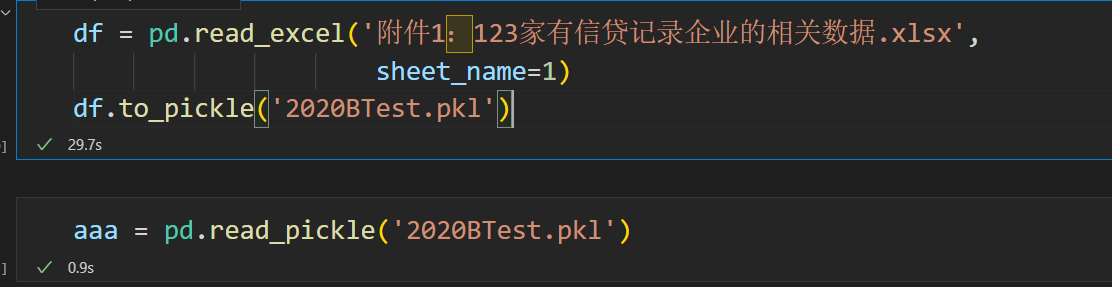 df = pd.read_excel('附件1：123家有信贷记录企业的相关数据.xlsx',
sheet_name=1)
df.to_pickle('2020BTest.pkl')
]
29.7s
aaa = pd.read_pickle('2020BTest.pkl')
]
0.9s